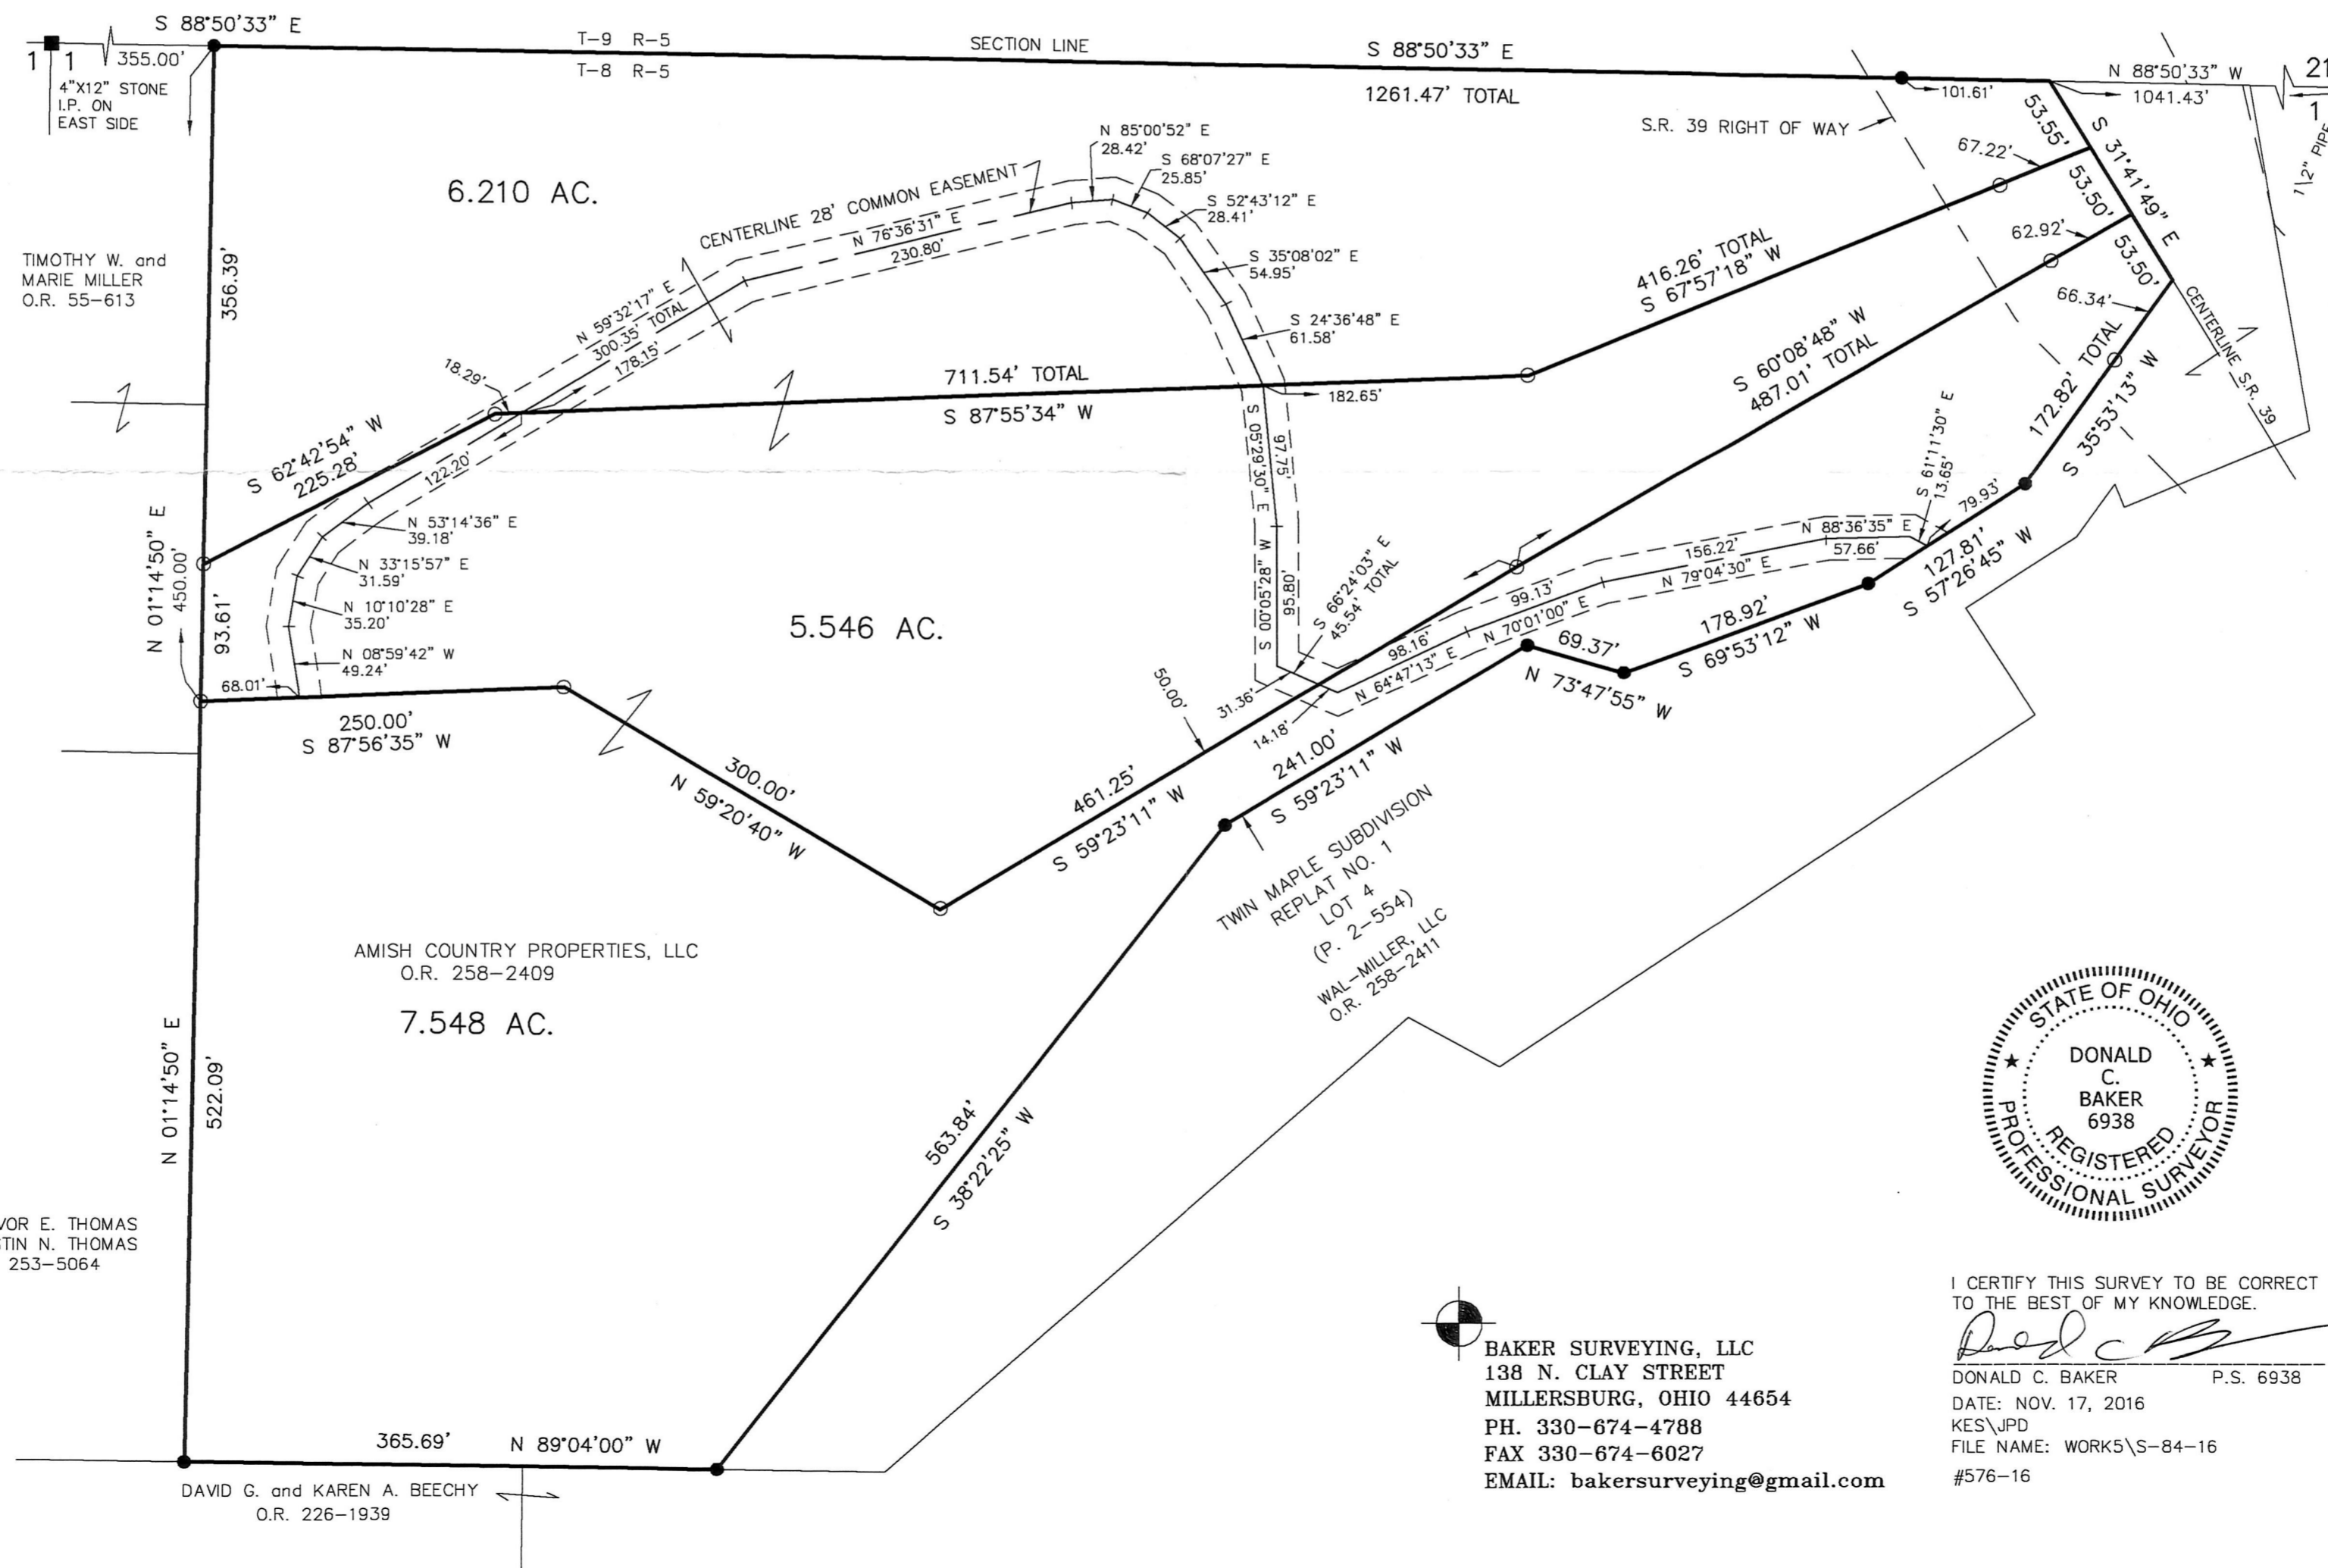 S 88°50'33" E
1 1
355.00'
4"X12" STONE
I.P. ON
EAST SIDE
T-9 R-5
T-8 R-5
SECTION LINE
S 88°50'33" E
1261.47' TOTAL
101.61'
N 88°50'33" W
1041.43'
21
1
1\2" PIPE
S.R. 39 RIGHT OF WAY
53.55'
S 31°41'49" E
53.50'
53.50'
67.22'
62.92'
66.34'
CENTERLINE S.R. 39
6.210 AC.
CENTERLINE 28' COMMON EASEMENT
N 85°00'52" E
28.42'
S 68°07'27" E
25.85'
S 52°43'12" E
28.41'
S 35°08'02" E
54.95'
S 24°36'48" E
61.58'
N 76°36'31" E
230.80'
N 59°32'17" E
300.35' TOTAL
178.15'
18.29'
122.20'
TIMOTHY W. and
MARIE MILLER
O.R. 55-613
356.39'
416.26' TOTAL
S 67°57'18" W
S 60°08'48" W
487.01' TOTAL
172.82' TOTAL
S 35°53'13" W
711.54' TOTAL
S 87°55'34" W
182.65'
S 62°42'54" W
225.28'
S 05°29'30" E
97.75'
S 00°05'28" W
95.80'
S 66°24'03" E
45.54' TOTAL
N 53°14'36" E
39.18'
N 33°15'57" E
31.59'
N 10°10'28" E
35.20'
N 08°59'42" W
49.24'
N 01°14'50" E
450.00'
93.61'
68.01'
250.00'
S 87°56'35" W
5.546 AC.
S 61°11'30" E
13.65'
79.93'
N 88°36'35" E
57.66'
156.22'
N 79°04'30" E
99.13'
N 70°01'00" E
98.16'
N 64°47'13" E
127.81'
S 57°26'45" W
178.92'
S 69°53'12" W
69.37'
N 73°47'55" W
50.00'
31.36'
14.18'
241.00'
S 59°23'11" W
300.00'
N 59°20'40" W
461.25'
S 59°23'11" W
TWIN MAPLE SUBDIVISION
REPLAT NO. 1
LOT 4
(P. 2-554)
WAL-MILLER, LLC
O.R. 258-2411
AMISH COUNTRY PROPERTIES, LLC
O.R. 258-2409
7.548 AC.
N 01°14'50" E
522.09'
563.84'
S 38°22'25" W
E. THOMAS
N. THOMAS
253-5064
365.69' N 89°04'00" W
DAVID G. and KAREN A. BEECHY
O.R. 226-1939
STATE OF OHIO
DONALD
C.
BAKER
6938
REGISTERED
PROFESSIONAL SURVEYOR
BAKER SURVEYING, LLC
138 N. CLAY STREET
MILLERSBURG, OHIO 44654
PH. 330-674-4788
FAX 330-674-6027
EMAIL: bakersurveying@gmail.com
I CERTIFY THIS SURVEY TO BE CORRECT
TO THE BEST OF MY KNOWLEDGE.
DONALD C. BAKER P.S. 6938
DATE: NOV. 17, 2016
KES\JPD
FILE NAME: WORK5\S-84-16
#576-16